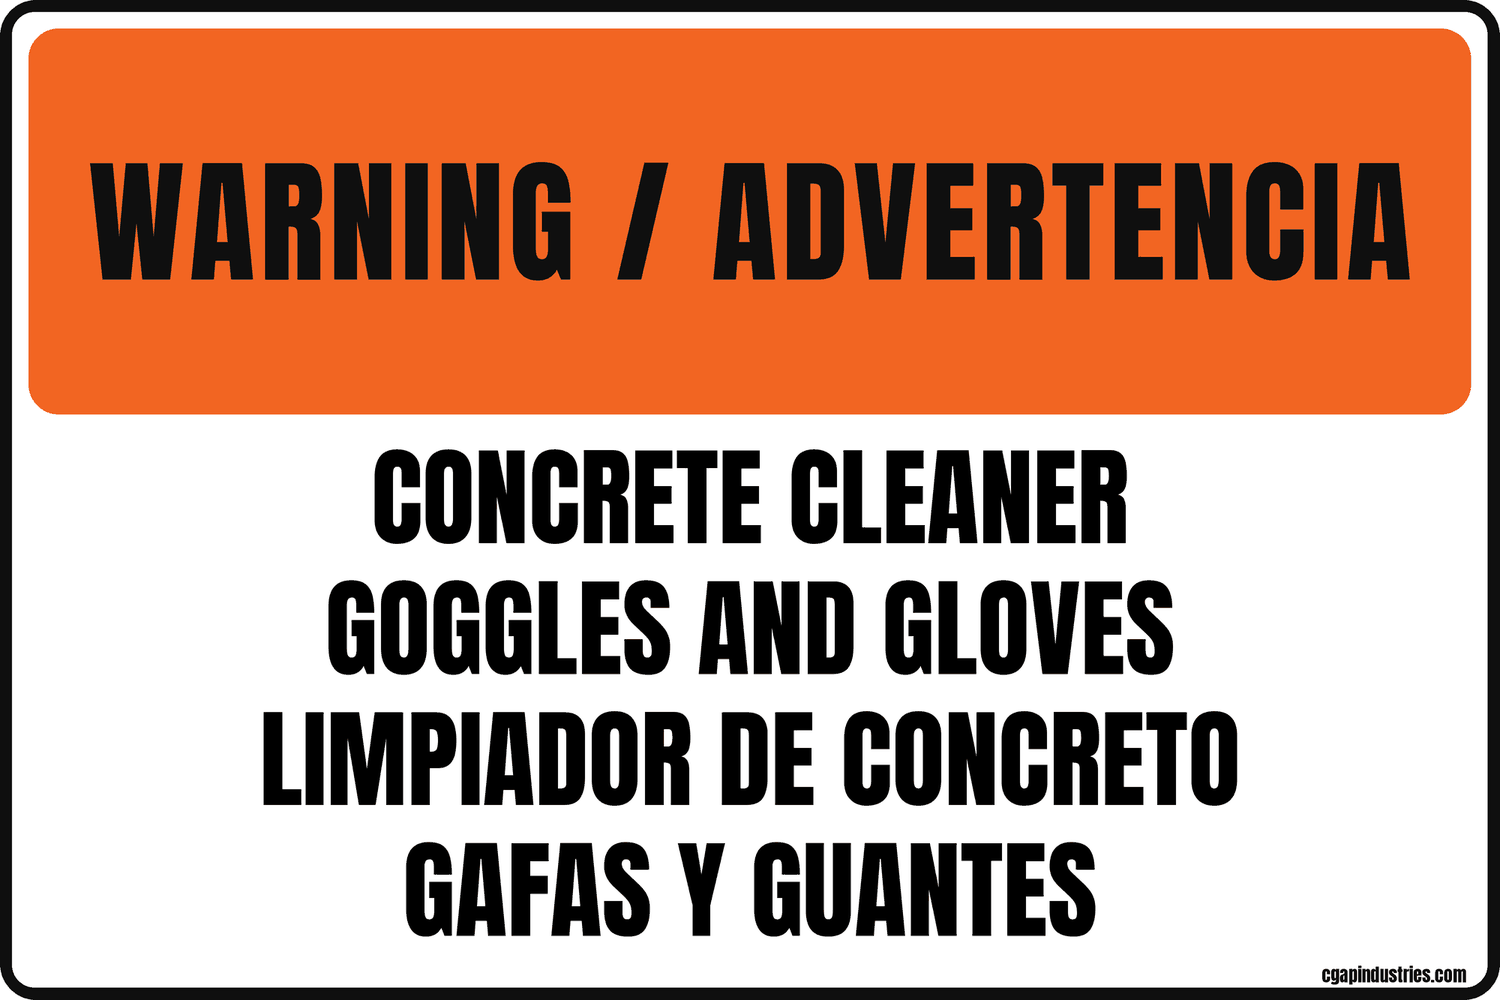 WARNING / ADVERTENCIA
CONCRETE CLEANER
GOGGLES AND GLOVES
LIMPIADOR DE CONCRETO
GAFAS Y GUANTES
cgapindustries.com